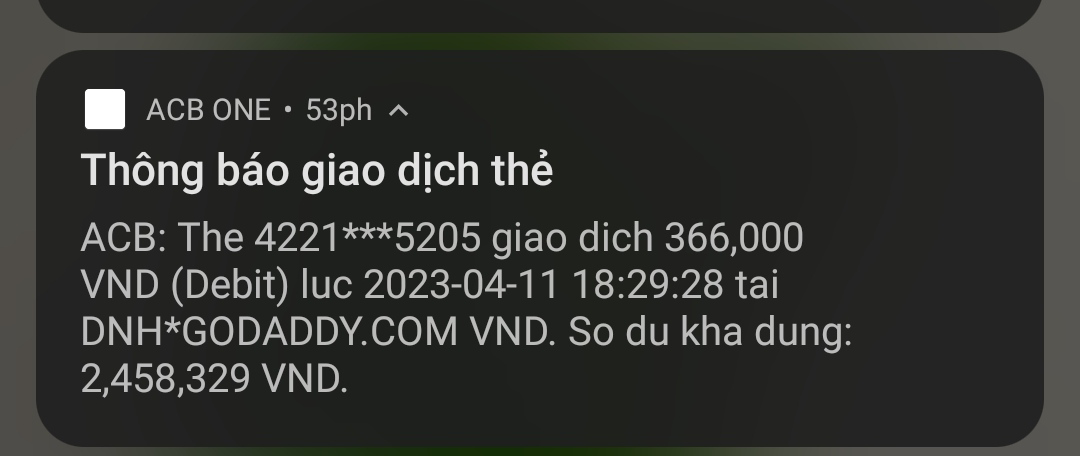 ACB ONE • 53ph
Thông báo giao dịch thẻ
ACB: The 4221***5205 giao dich 366,000
VND (Debit) luc 2023-04-11 18:29:28 tai
DNH*GODADDY.COM VND. So du kha dung:
2,458,329 VND.